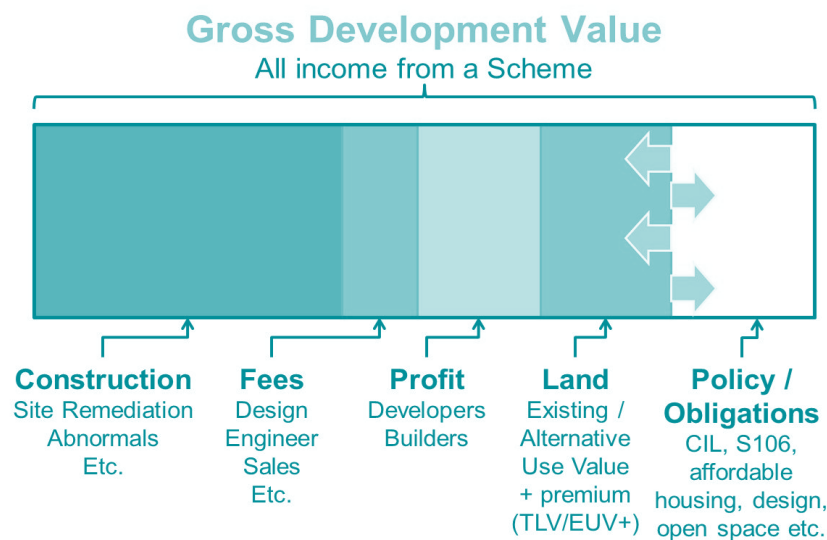 Gross Development Value
All income from a Scheme
Construction
Site Remediation
Abnormals
Etc.
Fees
Design
Engineer
Sales
Etc.
Profit
Developers
Builders
Land
Existing /
Alternative
Use Value
+ premium
(TLV/EUV+)
Policy /
Obligations
CIL, S106,
affordable
housing, design,
open space etc.